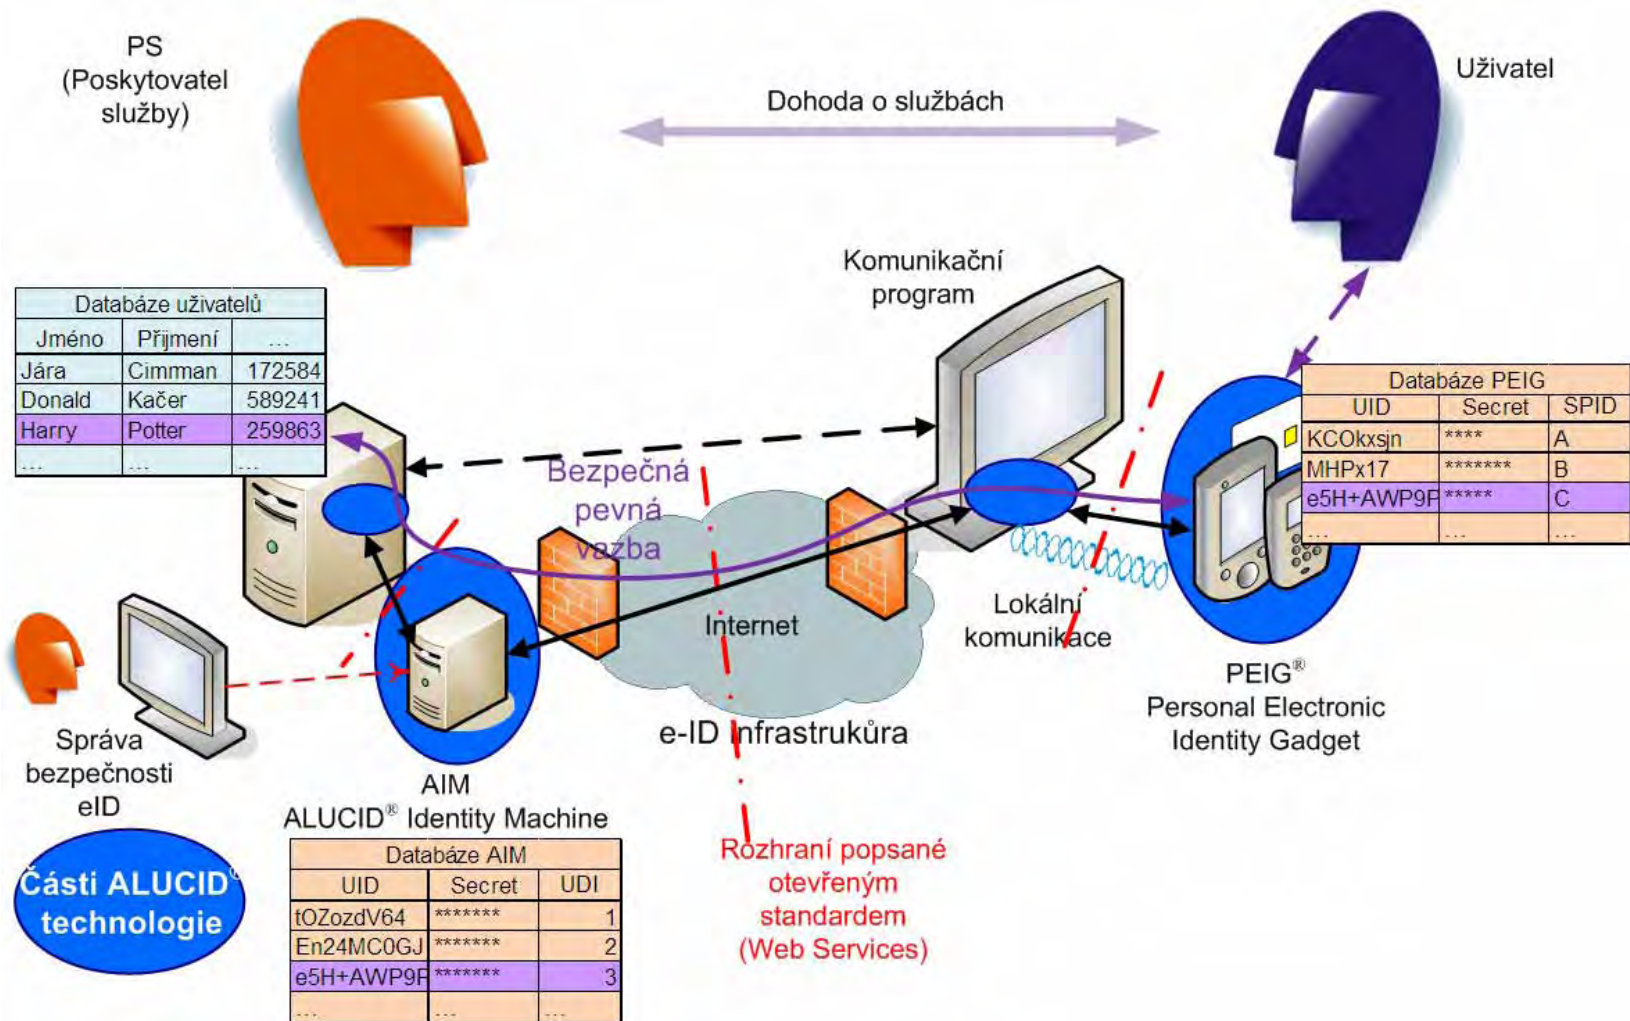 PS
(Poskytovatel
služby)
Dohoda o službách
Uživatel
Komunikační
program
Databáze uživatelů
Jméno Přijmení ...
Jára Cimman 172584
Donald Kačer 589241
Harry Potter 259863
... ... ...
Databáze PEIG
UID Secret SPID
KCOkxsjn **** A
MHPx17 ******* B
e5H+AWP9P ***** C
... ... ...
Bezpečná
pevná
vazba
Internet
Lokální
komunikace
e-ID Infrastrukůra
PEIG®
Personal Electronic
Identity Gadget
Správa
bezpečnosti
eID
AIM
ALUCID® Identity Machine
Části ALUCID®
technologie
Databáze AIM
UID Secret UDI
tOZozdV64 ******* 1
En24MC0GJ ******* 2
e5H+AWP9P ******* 3
... ... ...
Rozhraní popsané
otevřeným
standardem
(Web Services)